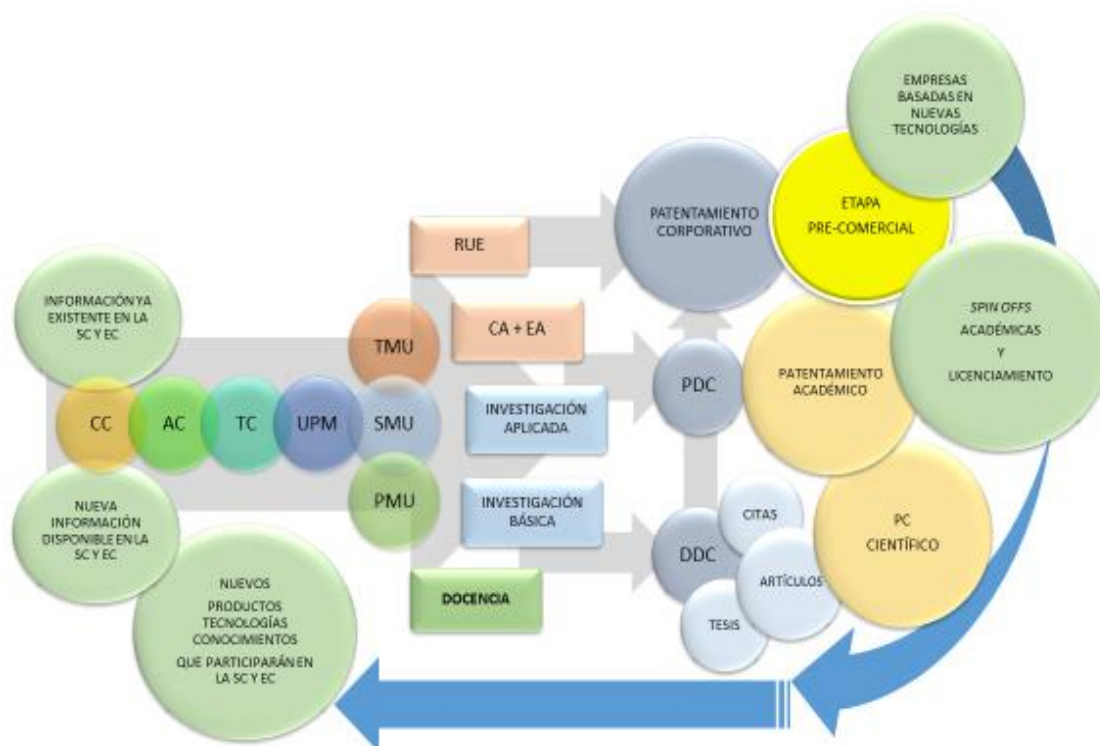 EMPRESAS
BASADAS EN
NUEVAS
TECNOLOGÍAS
PATENTAMIENTO
CORPORATIVO
ETAPA
PRE-COMERCIAL
RUE
INFORMACIÓN YA
EXISTENTE EN LA
SC Y EC
TMU
CA + EA
SPIN OFFS
ACADÉMICAS
Y
LICENCIAMIENTO
PDC
PATENTAMIENTO
ACADÉMICO
CC
AC
TC
UPM
SMU
INVESTIGACIÓN
APLICADA
PMU
INVESTIGACIÓN
BÁSICA
NUEVA
INFORMACIÓN
DISPONIBLE EN LA
SC Y EC
CITAS
PC
CIENTÍFICO
DDC
ARTÍCULOS
TESIS
DOCENCIA
NUEVOS
PRODUCTOS
TECNOLOGÍAS
CONOCIMIENTOS
QUE PARTICIPARÁN EN
LA SC Y EC